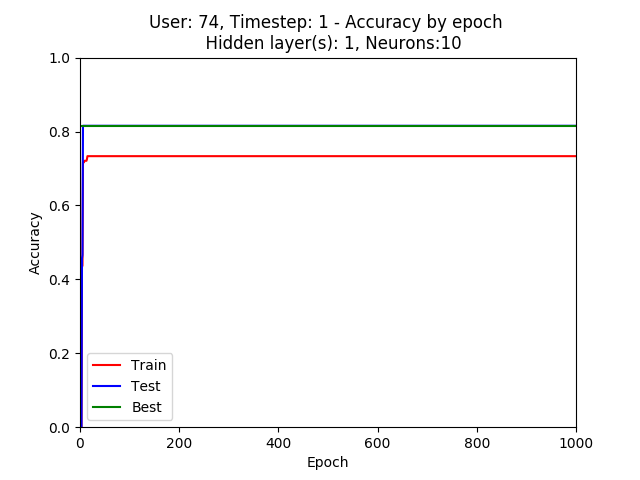 User: 74, Timestep: 1 - Accuracy by epoch
Hidden layer(s): 1, Neurons:10
1.0
0.8
0.6
0.4
0.2
0.0
Accuracy
Train
Test
Best
0 200 400 600 800 1000
Epoch